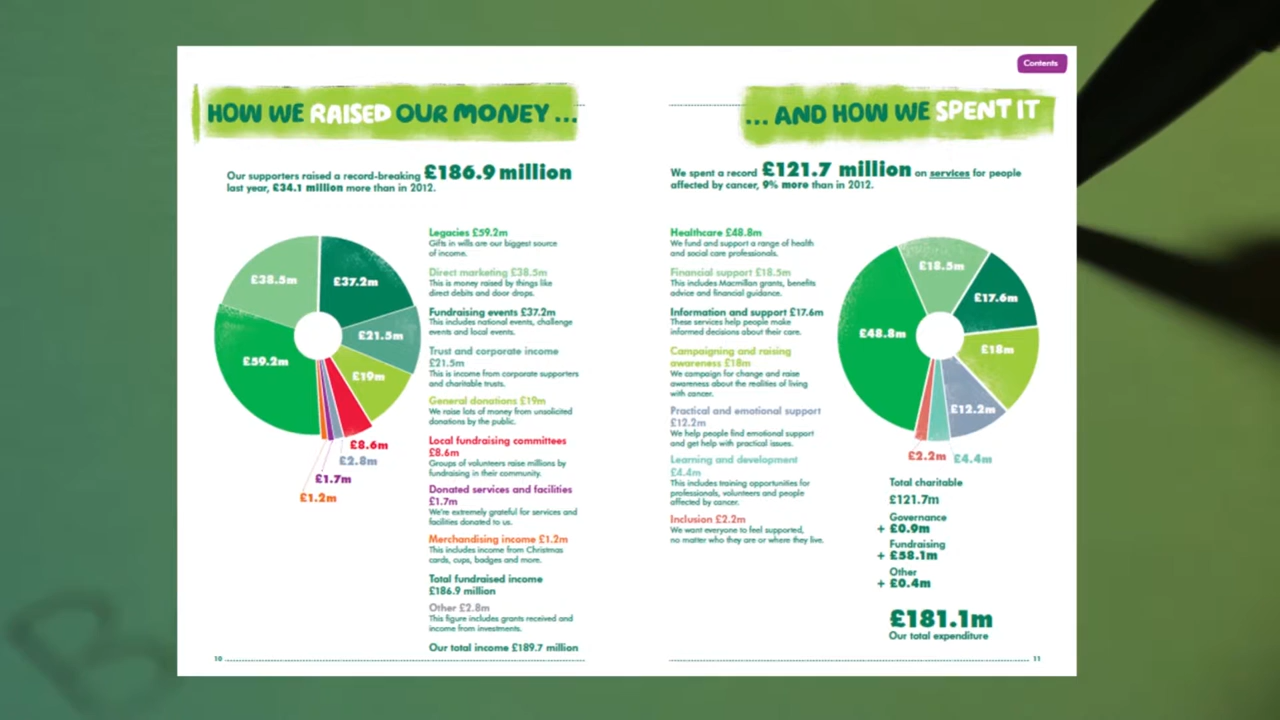 Contents
HOW WE RAISED OUR MONEY ...
Our supporters raised a record-breaking £186.9 million
last year, £34.1 million more than in 2012.
£38.5m
£37.2m
£21.5m
£59.2m
£19m
£8.6m
£2.8m
£1.7m
£1.2m
Legacies £59.2m
Gifts in wills are our biggest source
of income.
Direct marketing £38.5m
This is money raised by things like
direct debits and door drops.
Fundraising events £37.2m
This includes national events, challenge
events and local events.
Trust and corporate income
£21.5m
This is income from corporate supporters
and charitable trusts.
General donations £19m
We raise lots of money from unsolicited
donations by the public.
Local fundraising committees
£8.6m
Groups of volunteers raise millions by
fundraising in their community.
Donated services and facilities
£1.7m
We're extremely grateful for services and
facilities donated to us.
Merchandising income £1.2m
This includes income from Christmas
cards, cups, badges and more.
Total fundraised income
£186.9 million
Other £2.8m
This figure includes grants received and
income from investments.
Our total income £189.7 million
10
... AND HOW WE SPENT IT
We spent a record £121.7 million on services for people
affected by cancer, 9% more than in 2012.
Healthcare £48.8m
We fund and support a range of health
and social care professionals.
Financial support £18.5m
This includes Macmillan grants, benefits
advice and financial guidance.
Information and support £17.6m
These services help people make
informed decisions about their care.
Campaigning and raising
awareness £18m
We campaign for change and raise
awareness about the realities of living
with cancer.
Practical and emotional support
£12.2m
We help people find emotional support
and get help with practical issues.
Learning and development
£4.4m
This includes training opportunities for
professionals, volunteers and people
affected by cancer.
Inclusion £2.2m
We want everyone to feel supported,
no matter who they are or where they live.
£18.5m
£17.6m
£48.8m
£18m
£12.2m
£2.2m £4.4m
Total charitable
£121.7m
Governance
+ £0.9m
Fundraising
+ £58.1m
Other
+ £0.4m
£181.1m
Our total expenditure
11
B